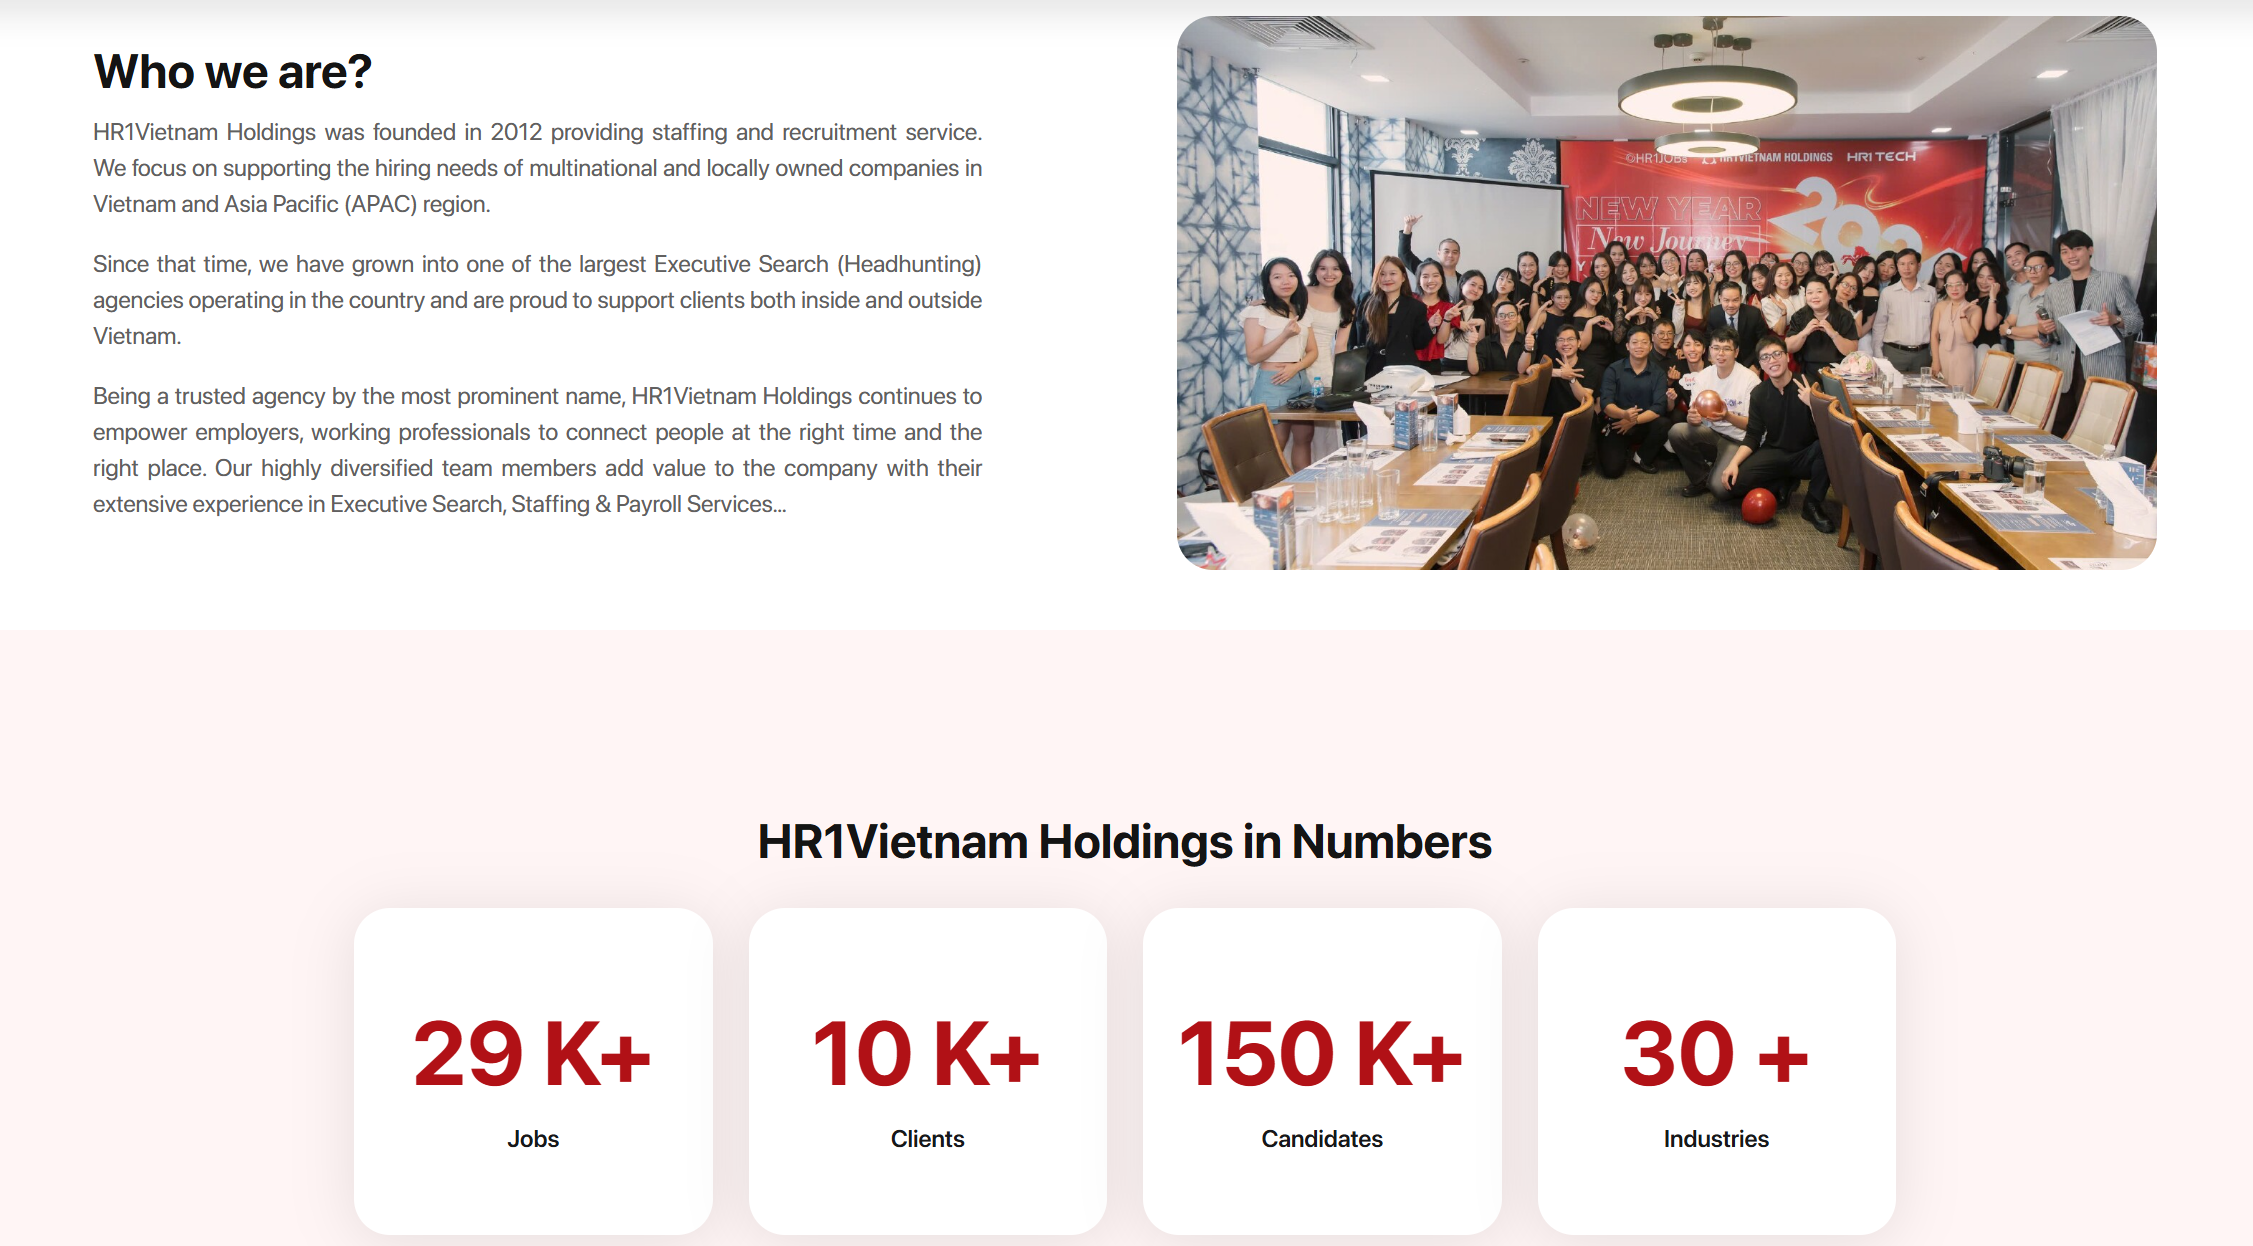 Who we are?
HR1Vietnam Holdings was founded in 2012 providing staffing and recruitment service.
We focus on supporting the hiring needs of multinational and locally owned companies in
Vietnam and Asia Pacific (APAC) region.
Since that time, we have grown into one of the largest Executive Search (Headhunting)
agencies operating in the country and are proud to support clients both inside and outside
Vietnam.
Being a trusted agency by the most prominent name, HR1Vietnam Holdings continues to
empower employers, working professionals to connect people at the right time and the
right place. Our highly diversified team members add value to the company with their
extensive experience in Executive Search, Staffing & Payroll Services...
HR1JOBs HR1VIETNAM HOLDINGS HR1 TECH
NEW YEAR
New Journey
HR1Vietnam Holdings in Numbers
29 K+
Jobs
10 K+
Clients
150 K+
Candidates
30 +
Industries